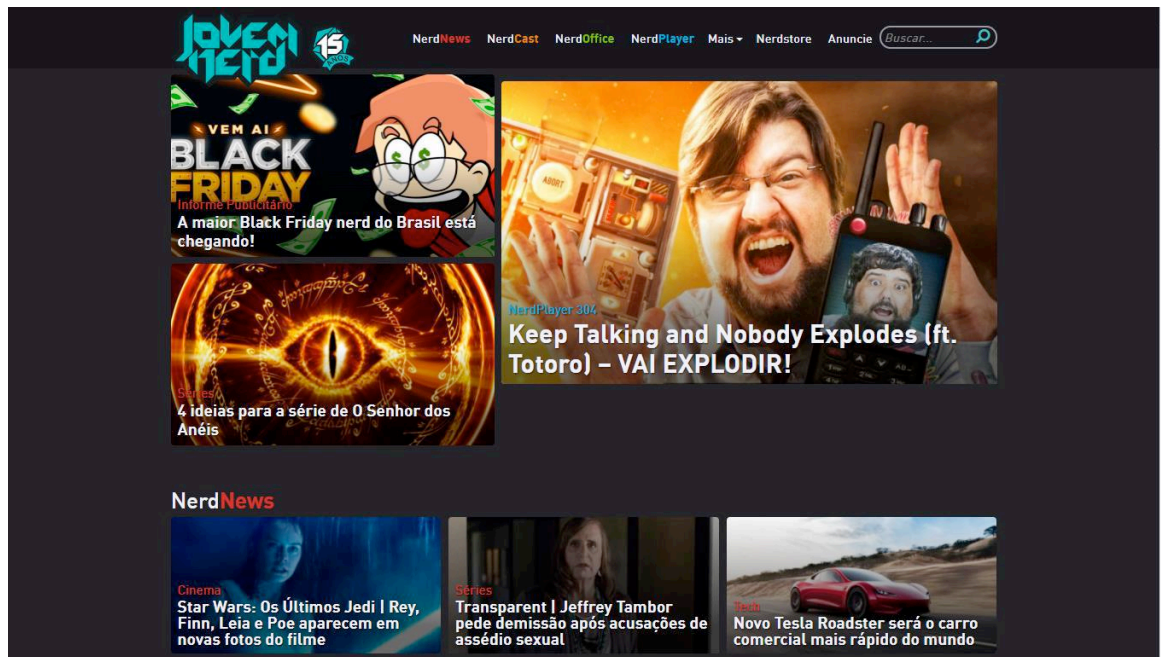 JOVEM
NERD
15
ANOS
NerdNews NerdCast NerdOffice NerdPlayer Mais Nerdstore Anuncie Buscar...
VEM AI
BLACK
FRIDAY
Informe Publicitário
A maior Black Friday nerd do Brasil está
chegando!
ABORT
NerdPlayer 304
Keep Talking and Nobody Explodes (ft.
Totoro) – VAI EXPLODIR!
Séries
4 ideias para a série de O Senhor dos
Anéis
NerdNews
Cinema
Star Wars: Os Últimos Jedi | Rey,
Finn, Leia e Poe aparecem em
novas fotos do filme
Séries
Transparent | Jeffrey Tambor
pede demissão após acusações de
assédio sexual
Tech
Novo Tesla Roadster será o carro
comercial mais rápido do mundo